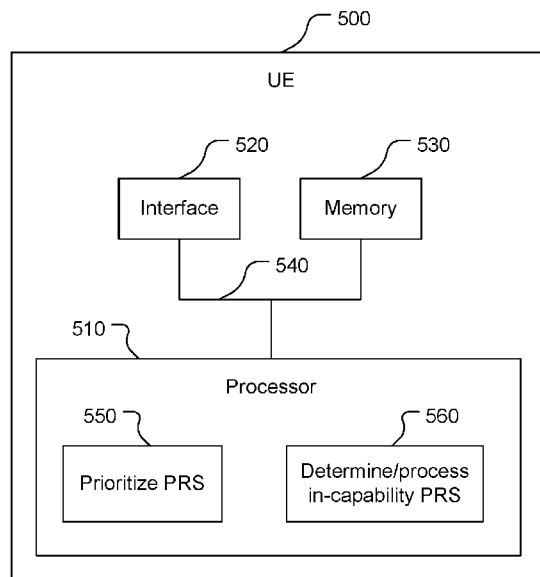 500
UE
520
530
Interface
Memory
540
510
Processor
550
560
Prioritize PRS
Determine/process
in-capability PRS